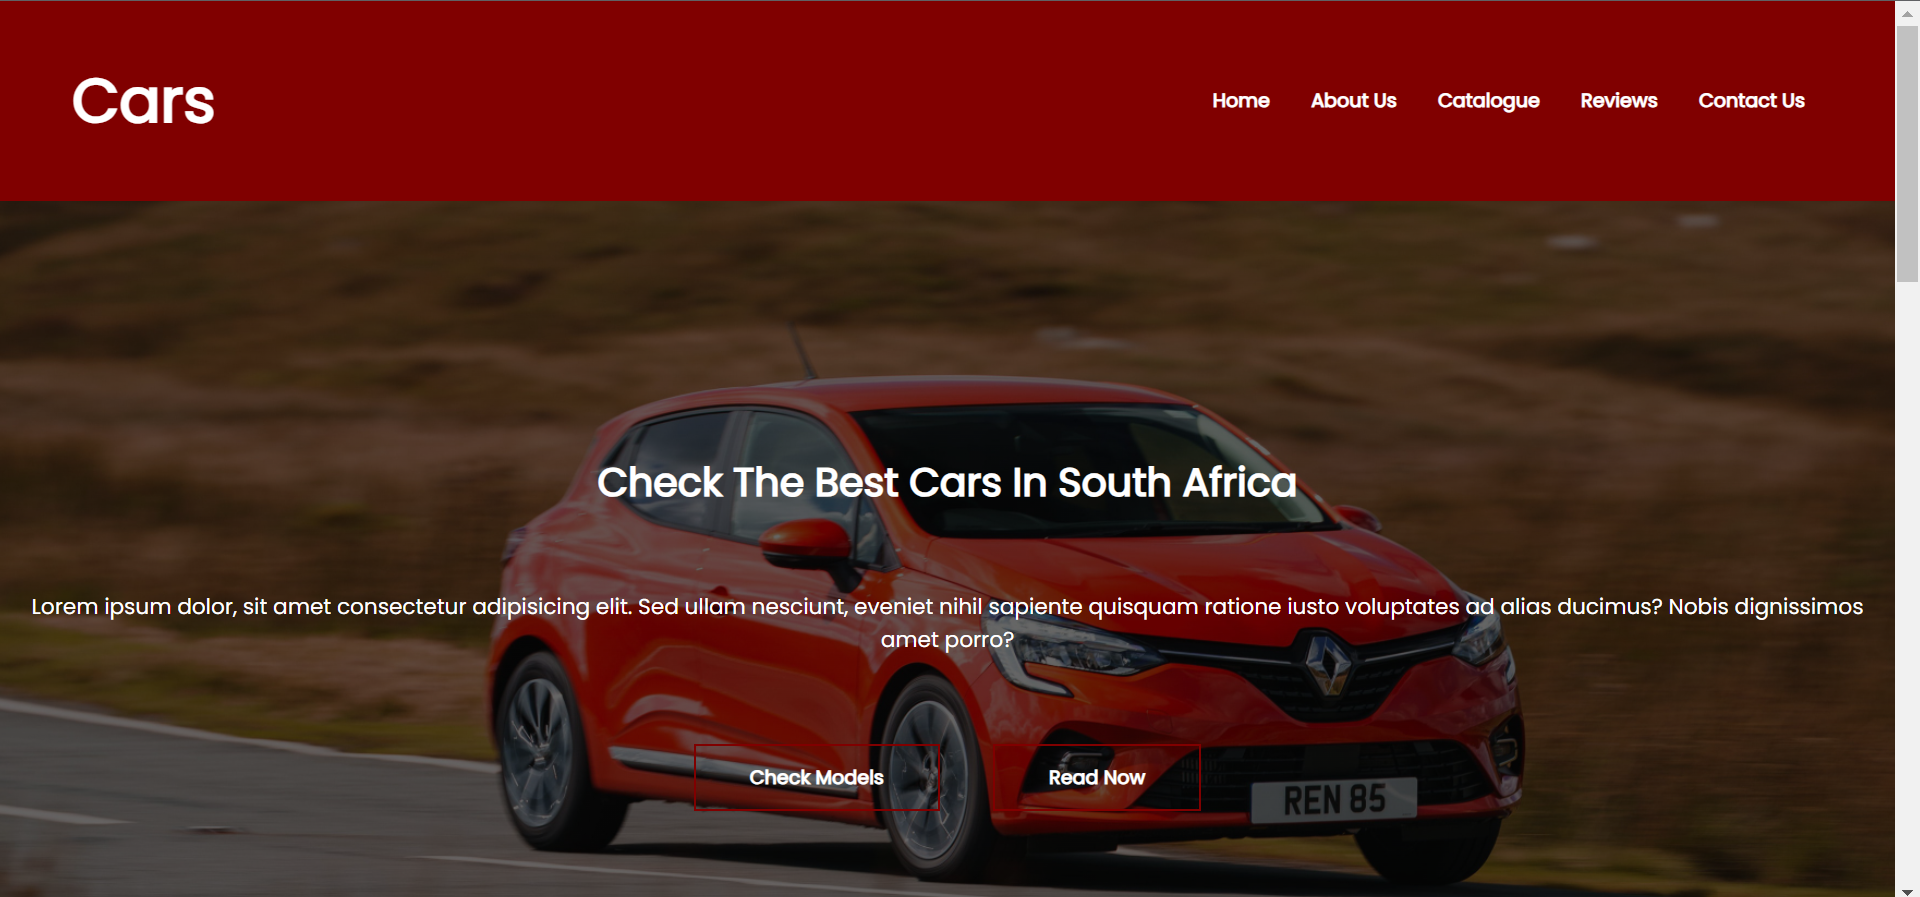 Cars
Home About Us Catalogue Reviews Contact Us
Check The Best Cars In South Africa
Lorem ipsum dolor, sit amet consectetur adipisicing elit. Sed ullam nesciunt, eveniet nihil sapiente quisquam ratione iusto voluptates ad alias ducimus? Nobis dignissimos
amet porro?
Check Models Read Now
REN 85